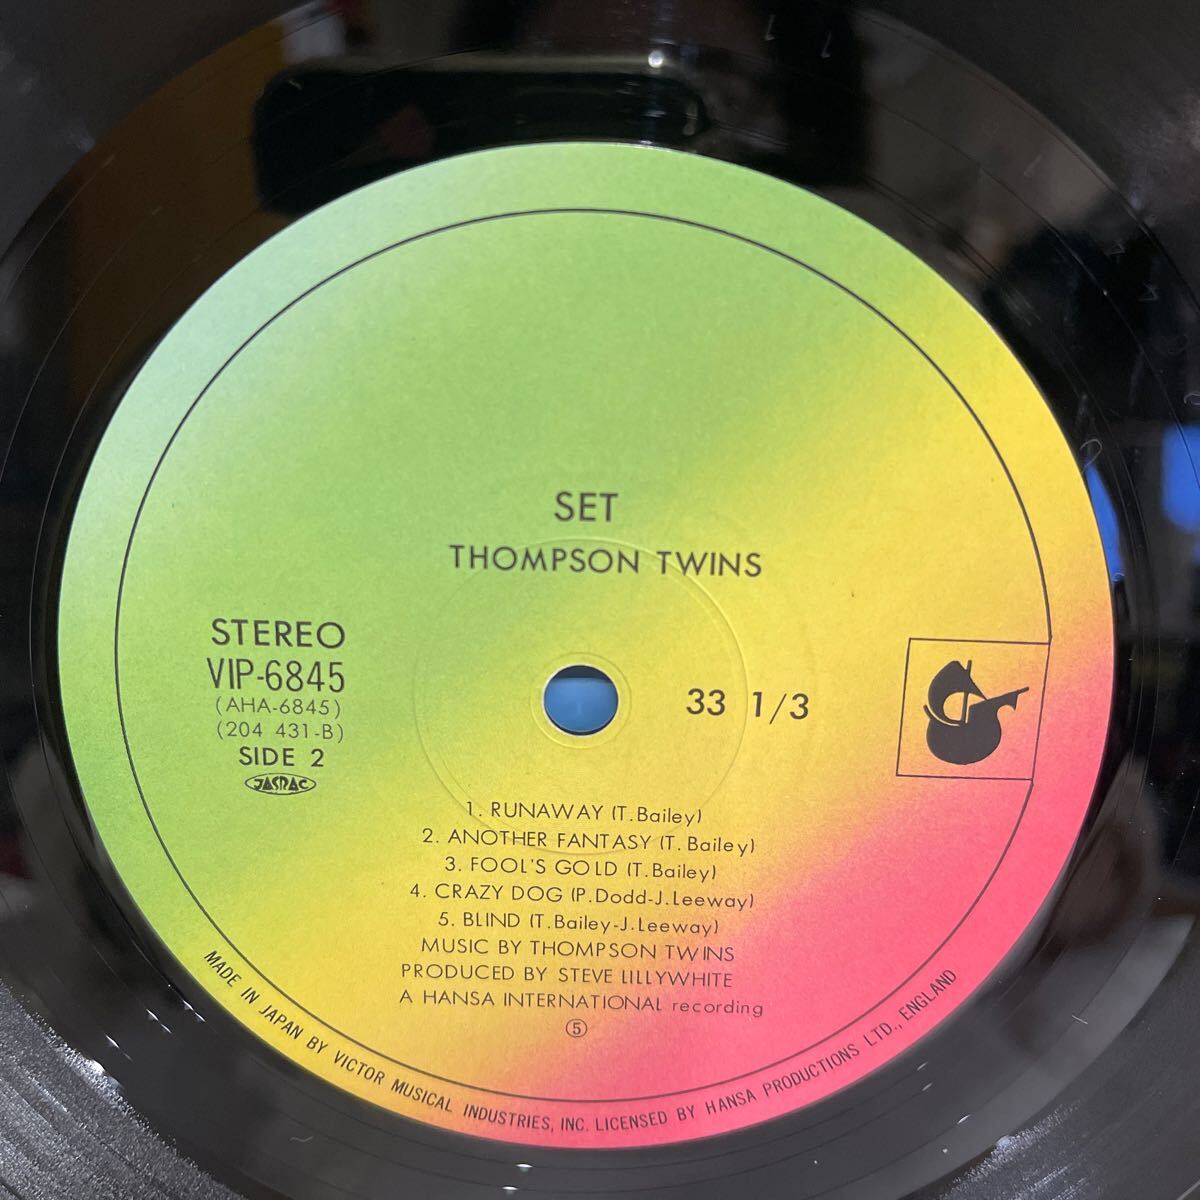 SET
THOMPSON TWINS
STEREO
VIP-6845
(AHA-6845)
(204 431-B)
SIDE 2
JASRAC
33 1/3
1. RUNAWAY (T. Bailey)
2. ANOTHER FANTASY (T. Bailey)
3. FOOL'S GOLD (T. Bailey)
4. CRAZY DOG (P. Dodd-J. Leeway)
5. BLIND (T. Bailey-J. Leeway)
MUSIC BY THOMPSON TWINS
PRODUCED BY STEVE LILLYWHITE
A HANSA INTERNATIONAL recording
⑤
MADE IN JAPAN BY VICTOR MUSICAL INDUSTRIES, INC. LICENSED BY HANSA PRODUCTIONS LTD., ENGLAND